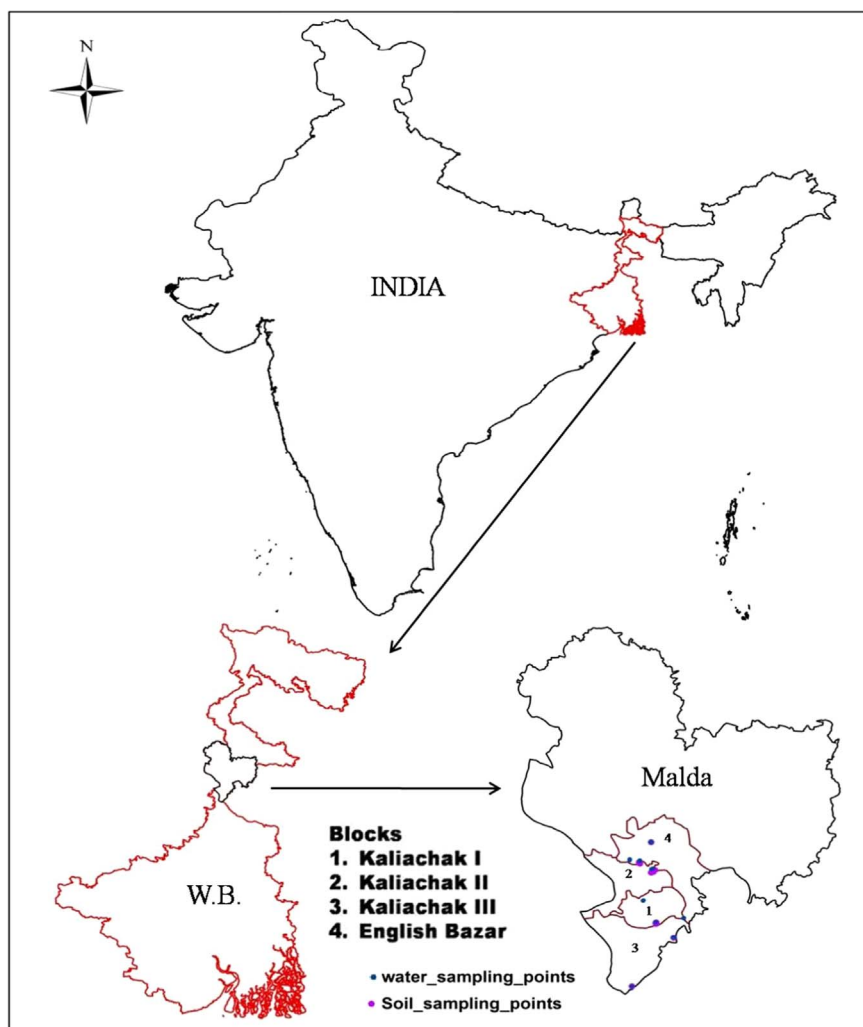 N
INDIA
Malda
W.B.
Blocks
1. Kaliachak I
2. Kaliachak II
3. Kaliachak III
4. English Bazar
water_sampling_points
Soil_sampling_points
4
2
1
3